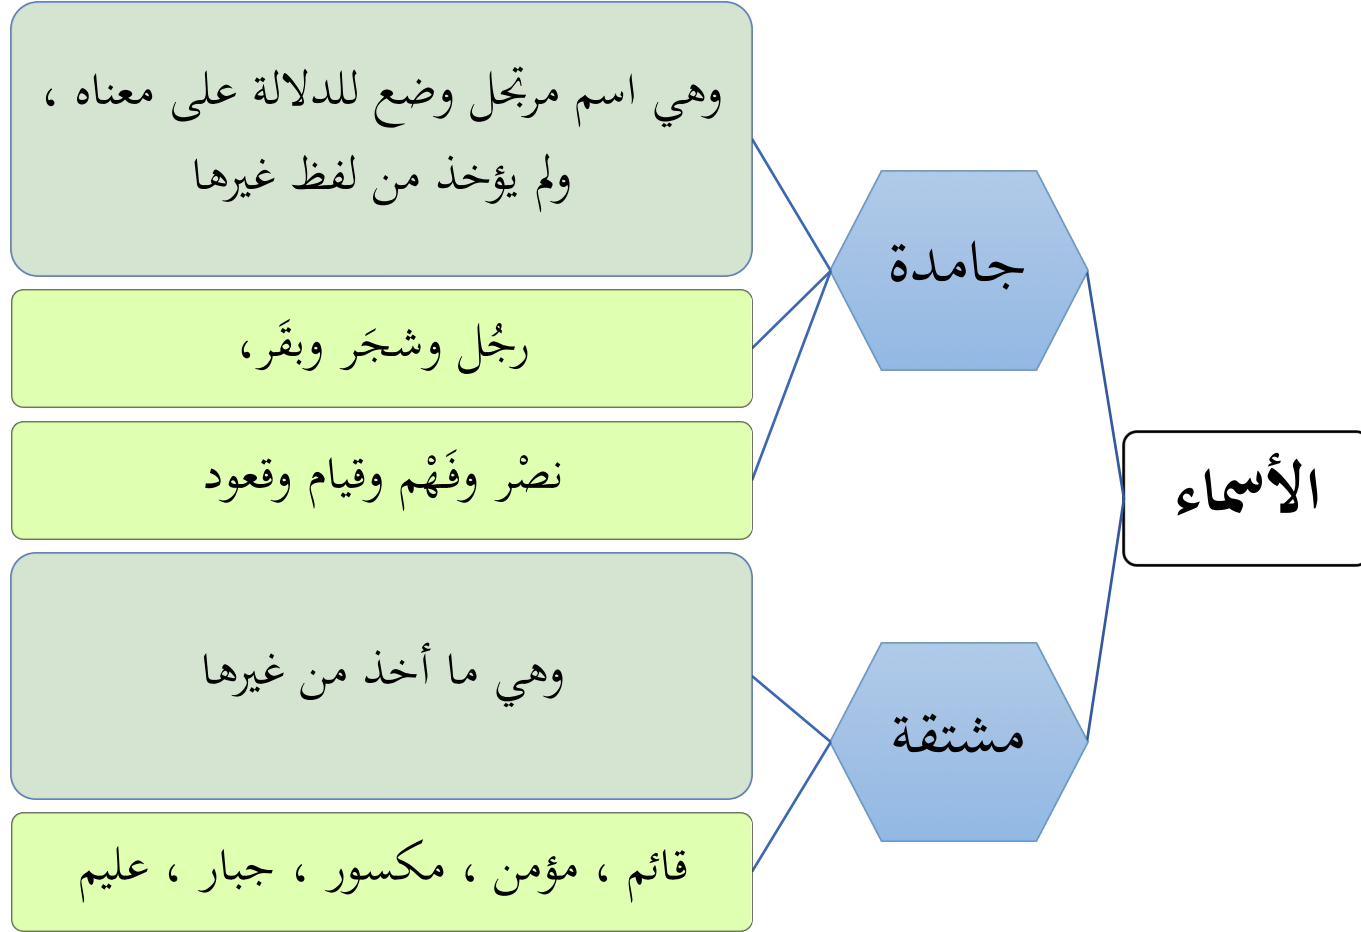 الأسماء
جامدة
وهي اسم مرتجل وضع للدلالة على معناه ،
ولم يؤخذ من لفظ غيرها
رجُل وشجَر وبقَر،
نصْر وفَهْم وقيام وقعود
مشتقة
وهي ما أخذ من غيرها
قائم ، مؤمن ، مكسور ، جبار ، عليم